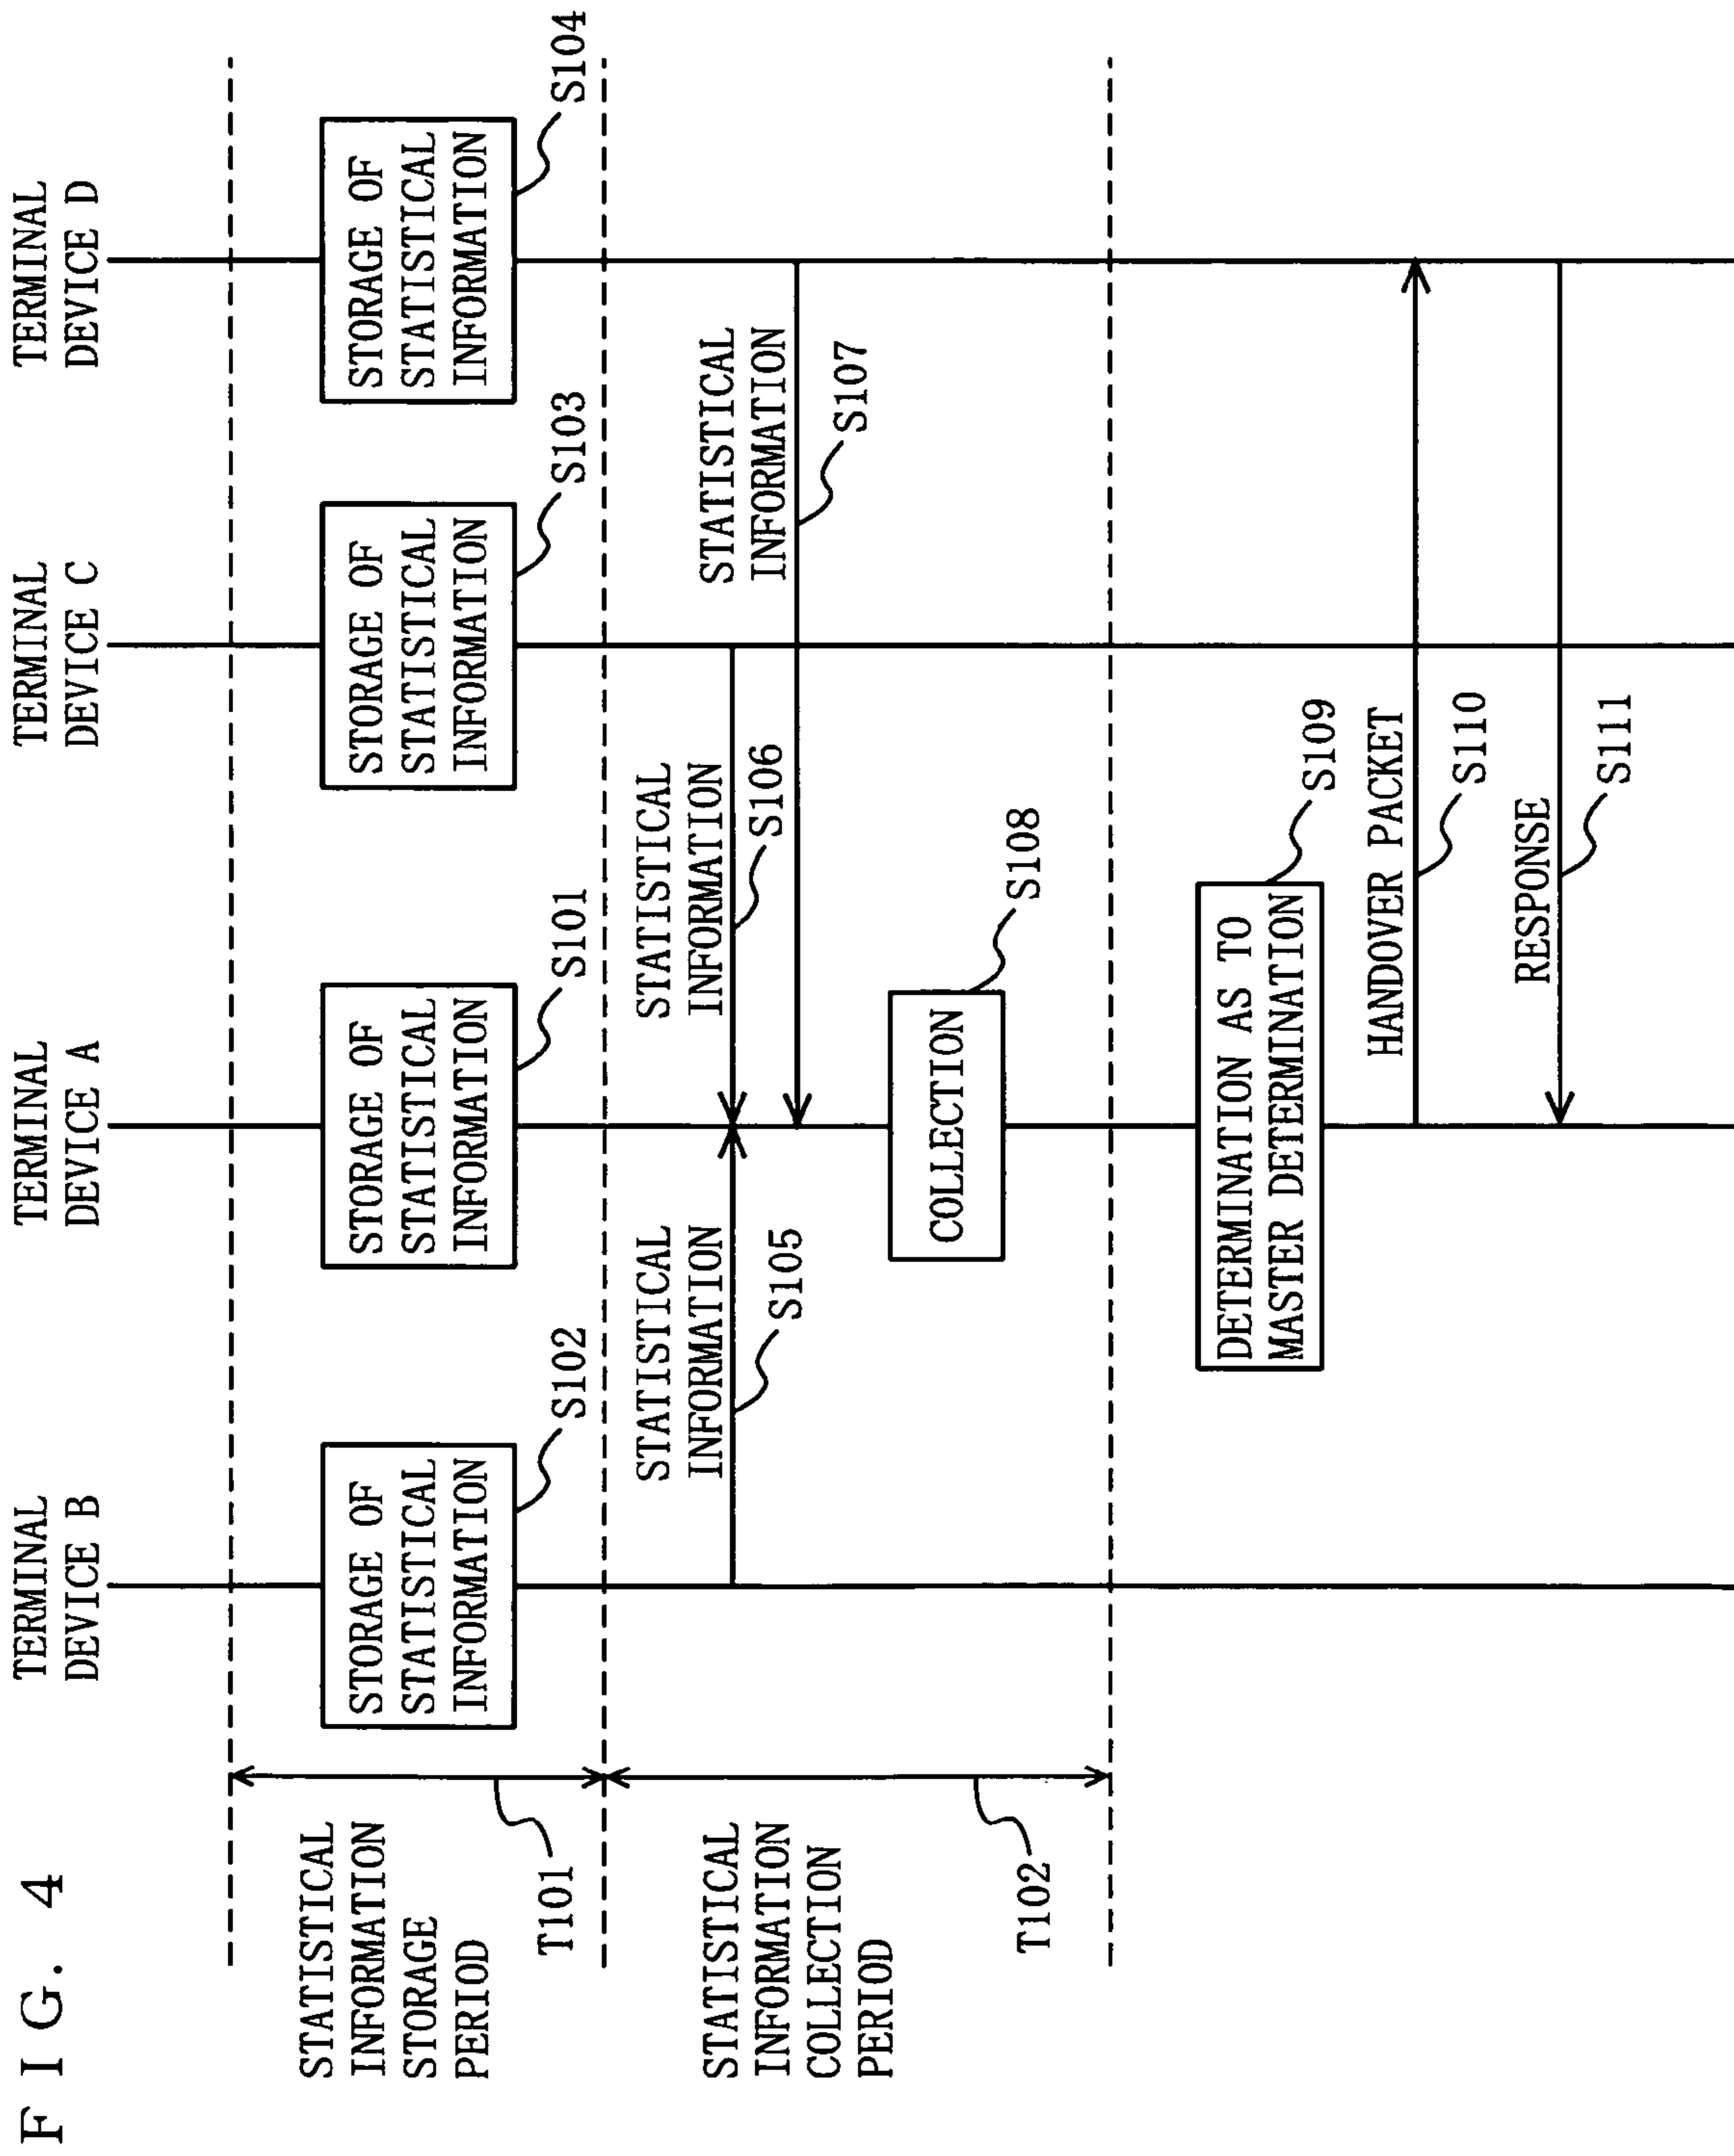 F I G. 4
TERMINAL
DEVICE B
TERMINAL
DEVICE A
TERMINAL
DEVICE C
TERMINAL
DEVICE D
STATISTICAL
INFORMATION
STORAGE
PERIOD
T101
STORAGE OF
STATISTICAL
INFORMATION
S102
STORAGE OF
STATISTICAL
INFORMATION
S101
STORAGE OF
STATISTICAL
INFORMATION
S103
STORAGE OF
STATISTICAL
INFORMATION
S104
STATISTICAL
INFORMATION
COLLECTION
PERIOD
T102
STATISTICAL
INFORMATION
S105
STATISTICAL
INFORMATION
S106
STATISTICAL
INFORMATION
S107
COLLECTION
S108
DETERMINATION AS TO
MASTER DETERMINATION
S109
HANDOVER PACKET
S110
RESPONSE
S111